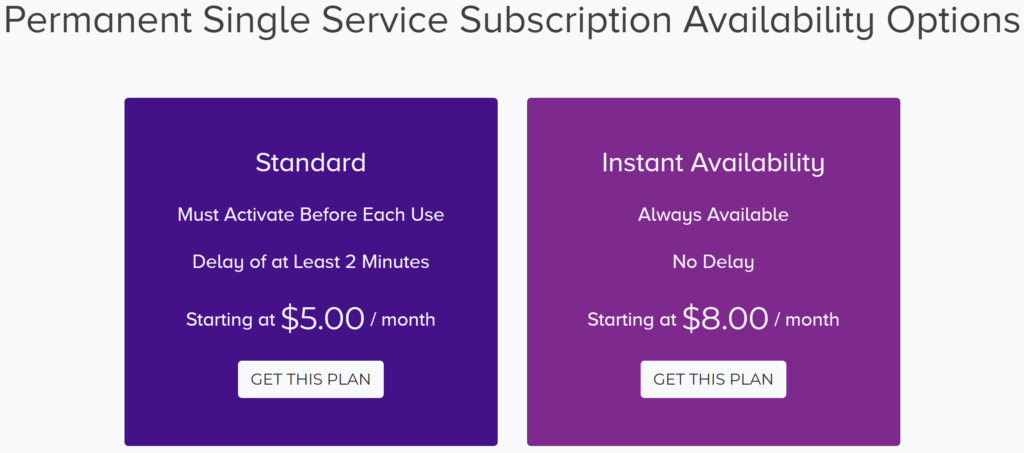 Permanent Single Service Subscription Availability Options
Standard
Must Activate Before Each Use
Delay of at Least 2 Minutes
Starting at $5.00 / month
GET THIS PLAN
Instant Availability
Always Available
No Delay
Starting at $8.00 / month
GET THIS PLAN